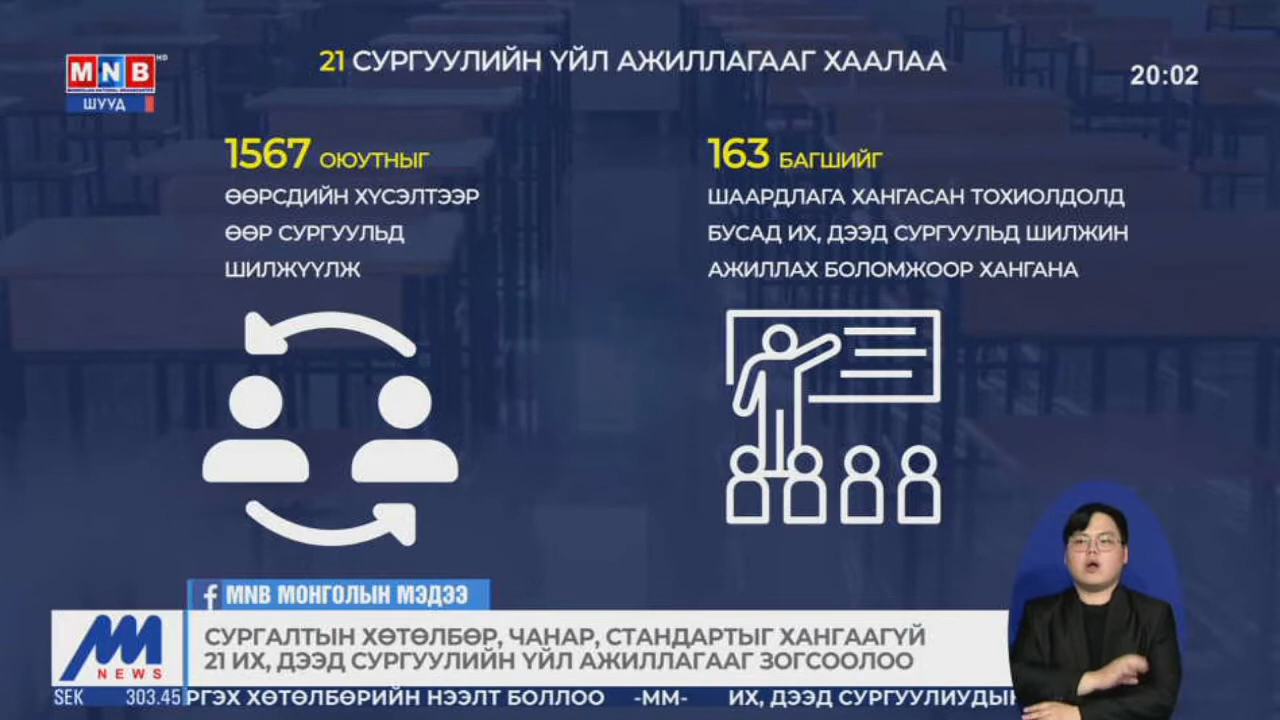 21 СУРГУУЛИЙН ҮЙЛ АЖИЛЛАГААГ ХААЛАА
MNB HD
ШУУД
20:02
1567 ОЮУТНЫГ
ӨӨРСДИЙН ХҮСЭЛТЭЭР
ӨӨР СУРГУУЛЬД
ШИЛЖҮҮЛЖ
163 БАГШИЙГ
ШААРДЛАГА ХАНГАСАН ТОХИОЛДОЛД
БУСАД ИХ, ДЭЭД СУРГУУЛЬД ШИЛЖИН
АЖИЛЛАХ БОЛОМЖООР ХАНГАНА
f MNB МОНГОЛЫН МЭДЭЭ
NEWS
СУРГАЛТЫН ХӨТӨЛБӨР, ЧАНАР, СТАНДАРТЫГ ХАНГААГҮЙ
21 ИХ, ДЭЭД СУРГУУЛИЙН ҮЙЛ АЖИЛЛАГААГ ЗОГСООЛОО
SEK 303.45 РГЭХ ХӨТӨЛБӨРИЙН НЭЭЛТ БОЛЛОО -ММ- ИХ, ДЭЭД СУРГУУЛИУДЫН